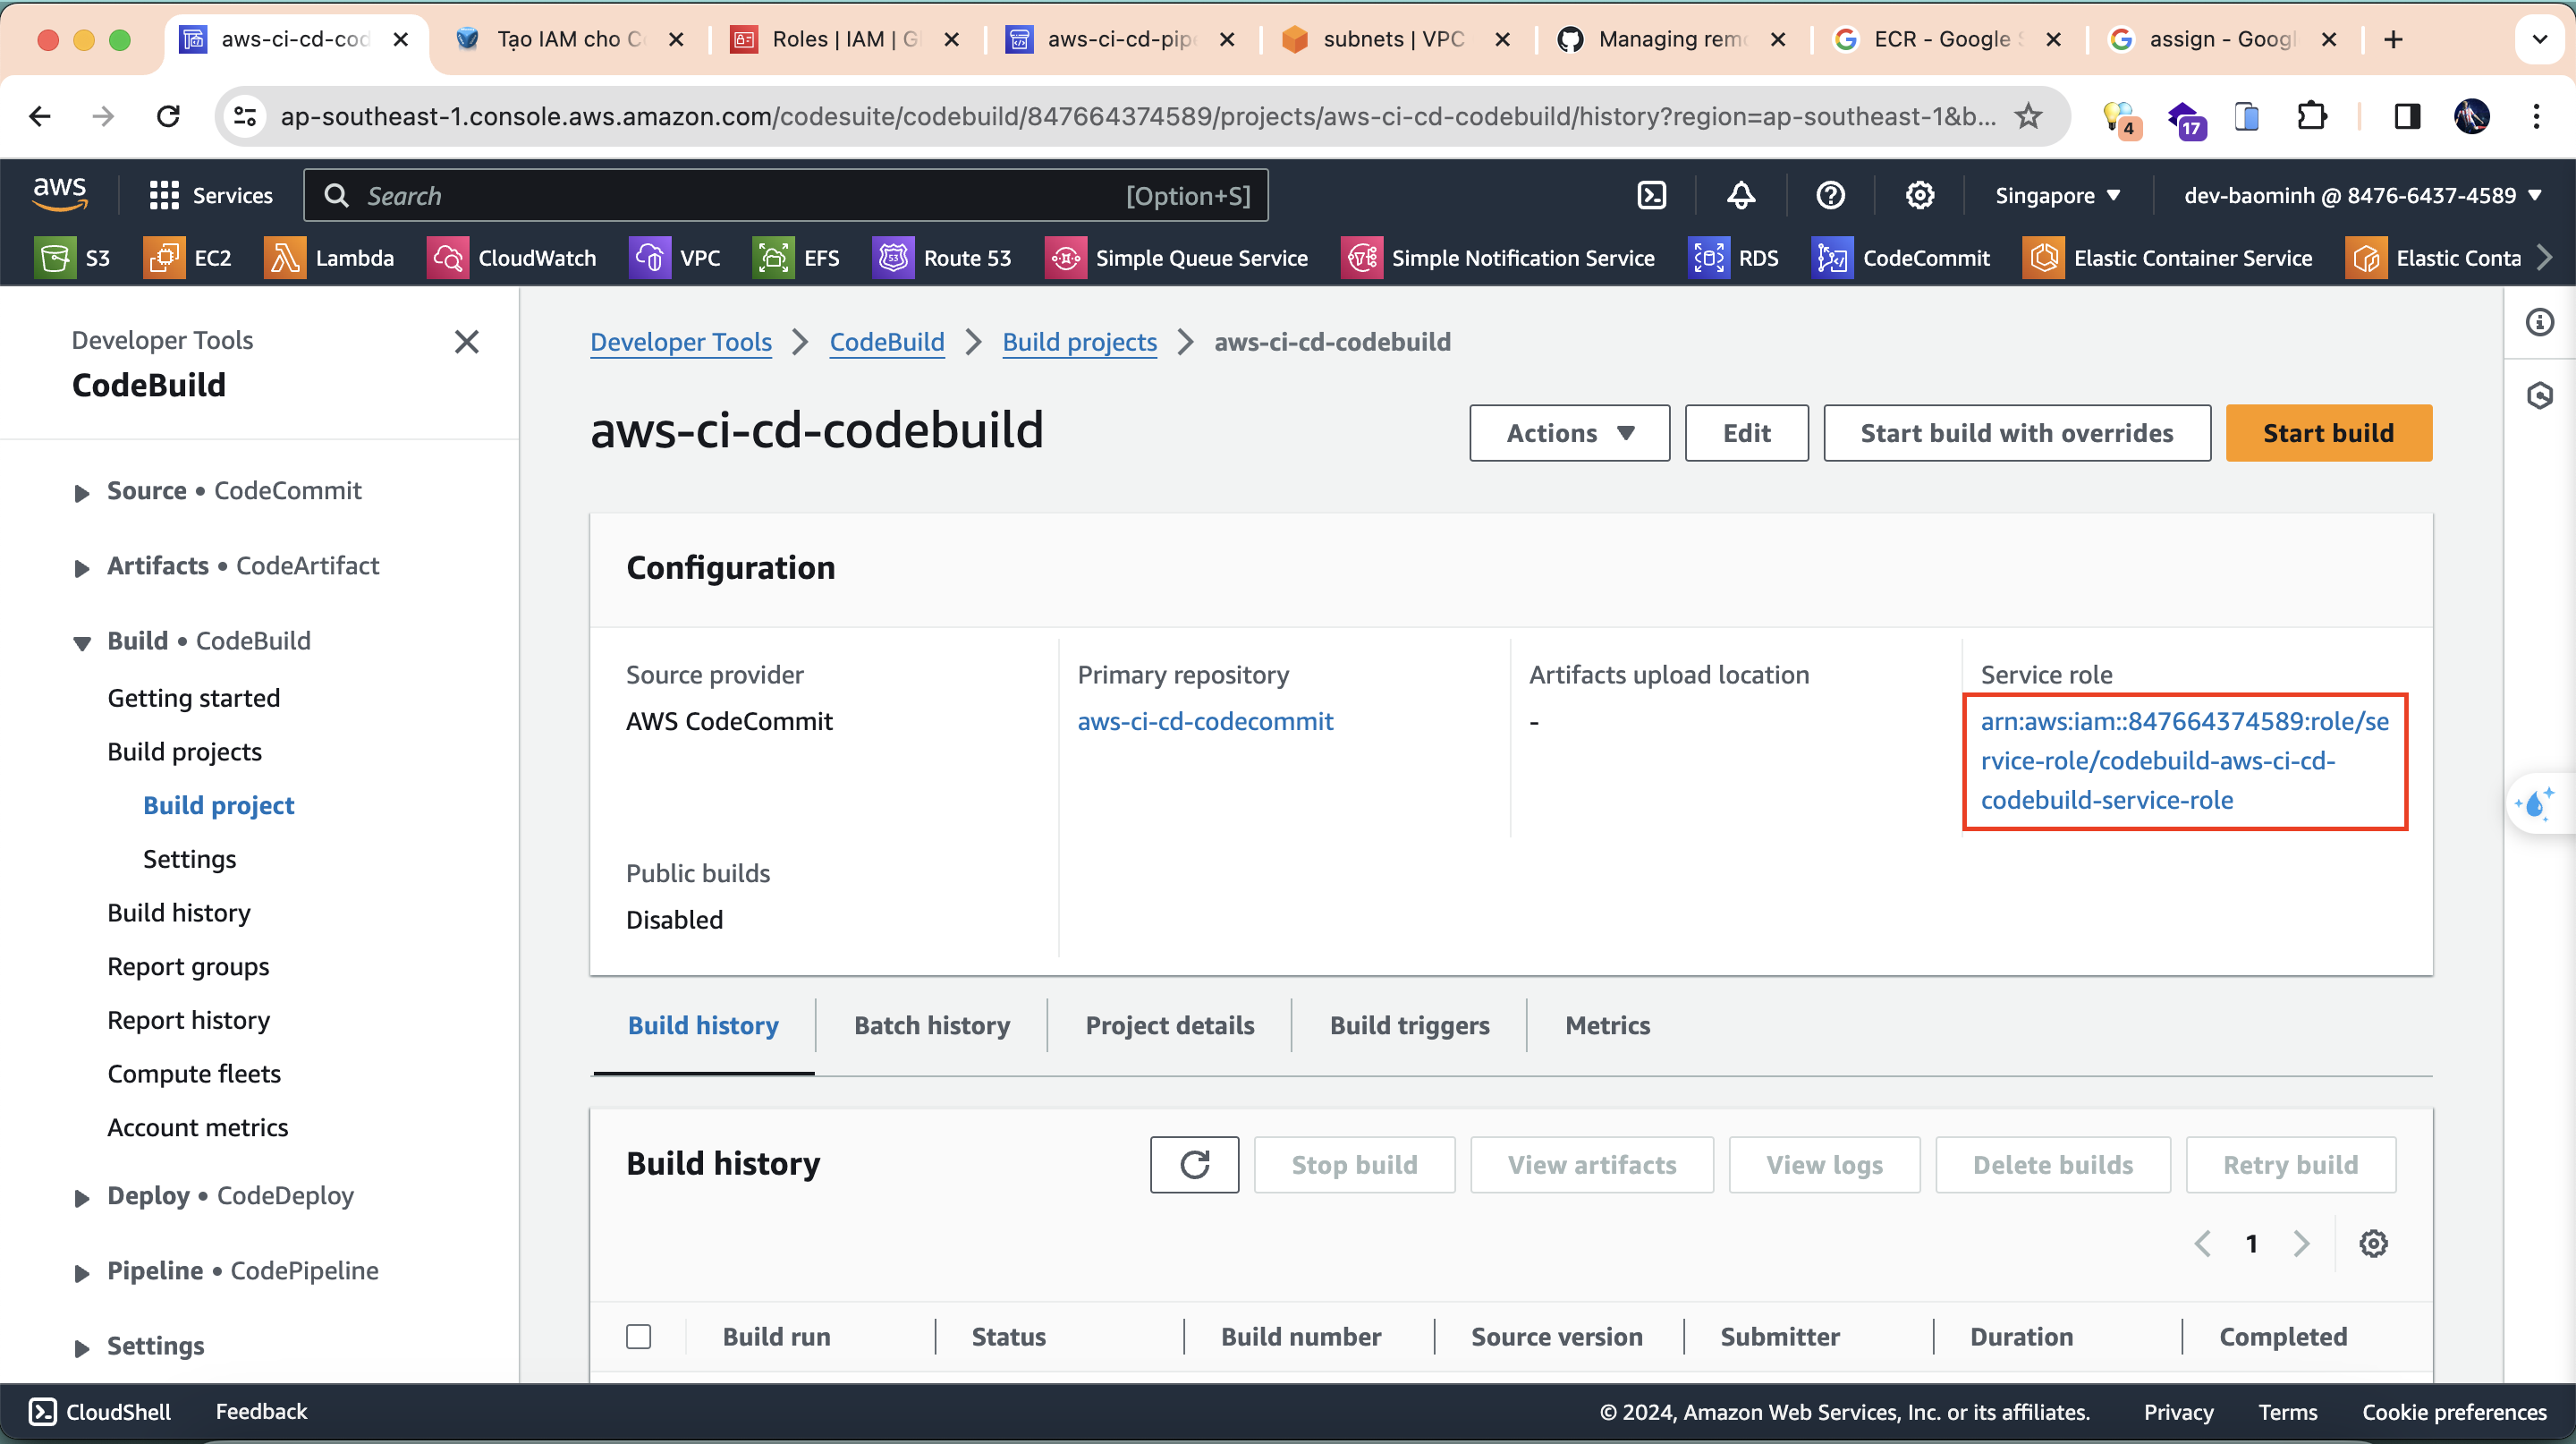 aws-ci-cd-cod
Tạo IAM cho C
Roles | IAM | G
aws-ci-cd-pip
subnets | VPC
Managing rem
ECR - Google S
assign - Googl
ap-southeast-1.console.aws.amazon.com/codesuite/codebuild/847664374589/projects/aws-ci-cd-codebuild/history?region=ap-southeast-1&b...
4
17
aws
Services
Search
[Option+S]
Singapore
dev-baominh @ 8476-6437-4589
S3
EC2
Lambda
CloudWatch
VPC
EFS
Route 53
Simple Queue Service
Simple Notification Service
RDS
CodeCommit
Elastic Container Service
Elastic Conta
Developer Tools
CodeBuild
Source • CodeCommit
Artifacts • CodeArtifact
Build • CodeBuild
Getting started
Build projects
Build project
Settings
Build history
Report groups
Report history
Compute fleets
Account metrics
Deploy • CodeDeploy
Pipeline • CodePipeline
Settings
Developer Tools
CodeBuild
Build projects
aws-ci-cd-codebuild
aws-ci-cd-codebuild
Actions
Edit
Start build with overrides
Start build
Configuration
Source provider
AWS CodeCommit
Primary repository
aws-ci-cd-codecommit
Artifacts upload location
-
Service role
arn:aws:iam::847664374589:role/se
rvice-role/codebuild-aws-ci-cd-
codebuild-service-role
Public builds
Disabled
Build history
Batch history
Project details
Build triggers
Metrics
Build history
Stop build
View artifacts
View logs
Delete builds
Retry build
1
Build run
Status
Build number
Source version
Submitter
Duration
Completed
CloudShell
Feedback
© 2024, Amazon Web Services, Inc. or its affiliates.
Privacy
Terms
Cookie preferences